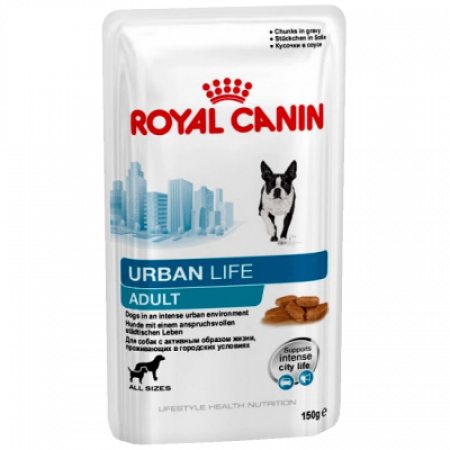 • Chunks in gravy
• Stückchen in Soße
• Кусочки в соусе
ROYAL CANIN
URBAN LIFE
ADULT
Dogs in an intense urban environment
Hunde mit einem anspruchsvollen
städtischen Leben
Для собак с активным образом жизни,
проживающих в городских условиях
Supports
intense
city life
ALL SIZES
LIFESTYLE HEALTH NUTRITION
150g e